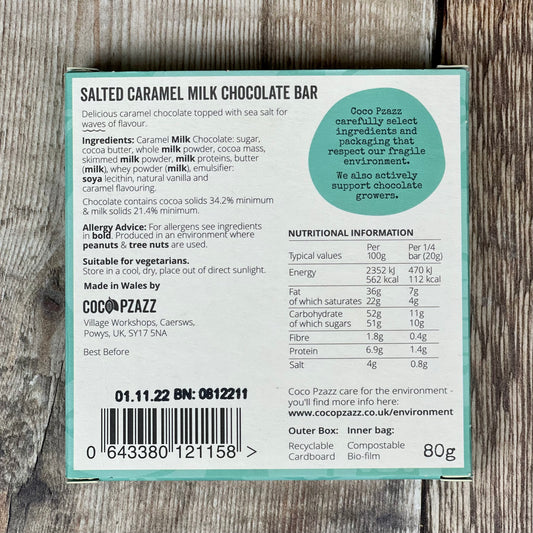 SALTED CARAMEL MILK CHOCOLATE BAR
Delicious caramel chocolate topped with sea salt for
waves of flavour.
Ingredients: Caramel Milk Chocolate: sugar,
cocoa butter, whole milk powder, cocoa mass,
skimmed milk powder, milk proteins, butter
(milk), whey powder (milk), emulsifier:
soya lecithin, natural vanilla and
caramel flavouring.
Chocolate contains cocoa solids 34.2% minimum
& milk solids 21.4% minimum.
Allergy Advice: For allergens see ingredients
in bold. Produced in an environment where
peanuts & tree nuts are used.
Suitable for vegetarians.
Store in a cool, dry, place out of direct sunlight.
Made in Wales by
COCO PZAZZ
Village Workshops, Caersws,
Powys, UK, SY17 5NA
Best Before
01.11.22 BN: 0812211
0 643380 121158 >
Coco Pzazz
carefully select
ingredients and
packaging that
respect our fragile
environment.
We also actively
support chocolate
growers.
NUTRITIONAL INFORMATION
Typical values Per 100g Per 1/4 bar (20g)
Energy 2352 kJ 470 kJ
562 kcal 112 kcal
Fat 36g 7g
of which saturates 22g 4g
Carbohydrate 52g 11g
of which sugars 51g 10g
Fibre 1.8g 0.4g
Protein 6.9g 1.4g
Salt 4g 0.8g
Coco Pzazz care for the environment -
you'll find more info here:
www.cocopzazz.co.uk/environment
Outer Box: Inner bag:
Recyclable Compostable
Cardboard Bio-film
80g